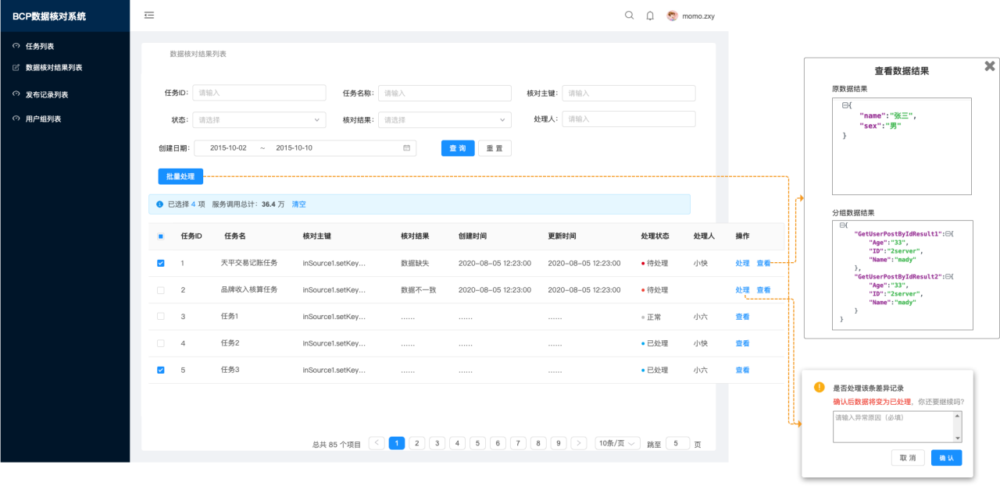 BCP数据核对系统
momo.zxy
任务列表
数据核对结果列表
发布记录列表
用户组列表
数据核对结果列表
任务ID: 请输入 任务名称: 请输入 核对主键: 请输入
状态: 请选择 核对结果: 请选择 处理人: 请输入
创建日期: 2015-10-02 ~ 2015-10-10 查 询 重 置
批量处理
已选择 4 项 服务调用总计: 36.4 万 清空
任务ID 任务名 核对主键 核对结果 创建时间 更新时间 处理状态 处理人 操作
1 天平交易记账任务 inSource1.setKey... 数据缺失 2020-08-05 12:23:00 2020-08-05 12:23:00 待处理 小快 处理 查看
2 品牌收入核算任务 inSource1.setKey... 数据不一数 2020-08-05 12:23:00 2020-08-05 12:23:00 待处理 处理 查看
3 任务1 inSource1.setKey... ...... ...... ...... 正常 小六 查看
4 任务2 inSource1.setKey... ...... ...... ...... 已处理 小快 查看
5 任务3 inSource1.setKey... ...... ...... ...... 已处理 小六 查看
总共 85 个项目 < 1 2 3 4 5 6 7 8 9 > 10条/页 跳至 5 页
查看数据结果
原数据结果
{
"name":"张三",
"sex":"男"
}
分组数据结果
{
"GetUserPostByIdResult1":{
"Age":"33",
"ID":"2server",
"Name":"mady"
},
"GetUserPostByIdResult2":{
"Age":"33",
"ID":"2server",
"Name":"mady"
}
}
是否处理该条差异记录
确认后数据将变为已处理，你还要继续吗?
请输入异常原因（必填）
取 消 确 认